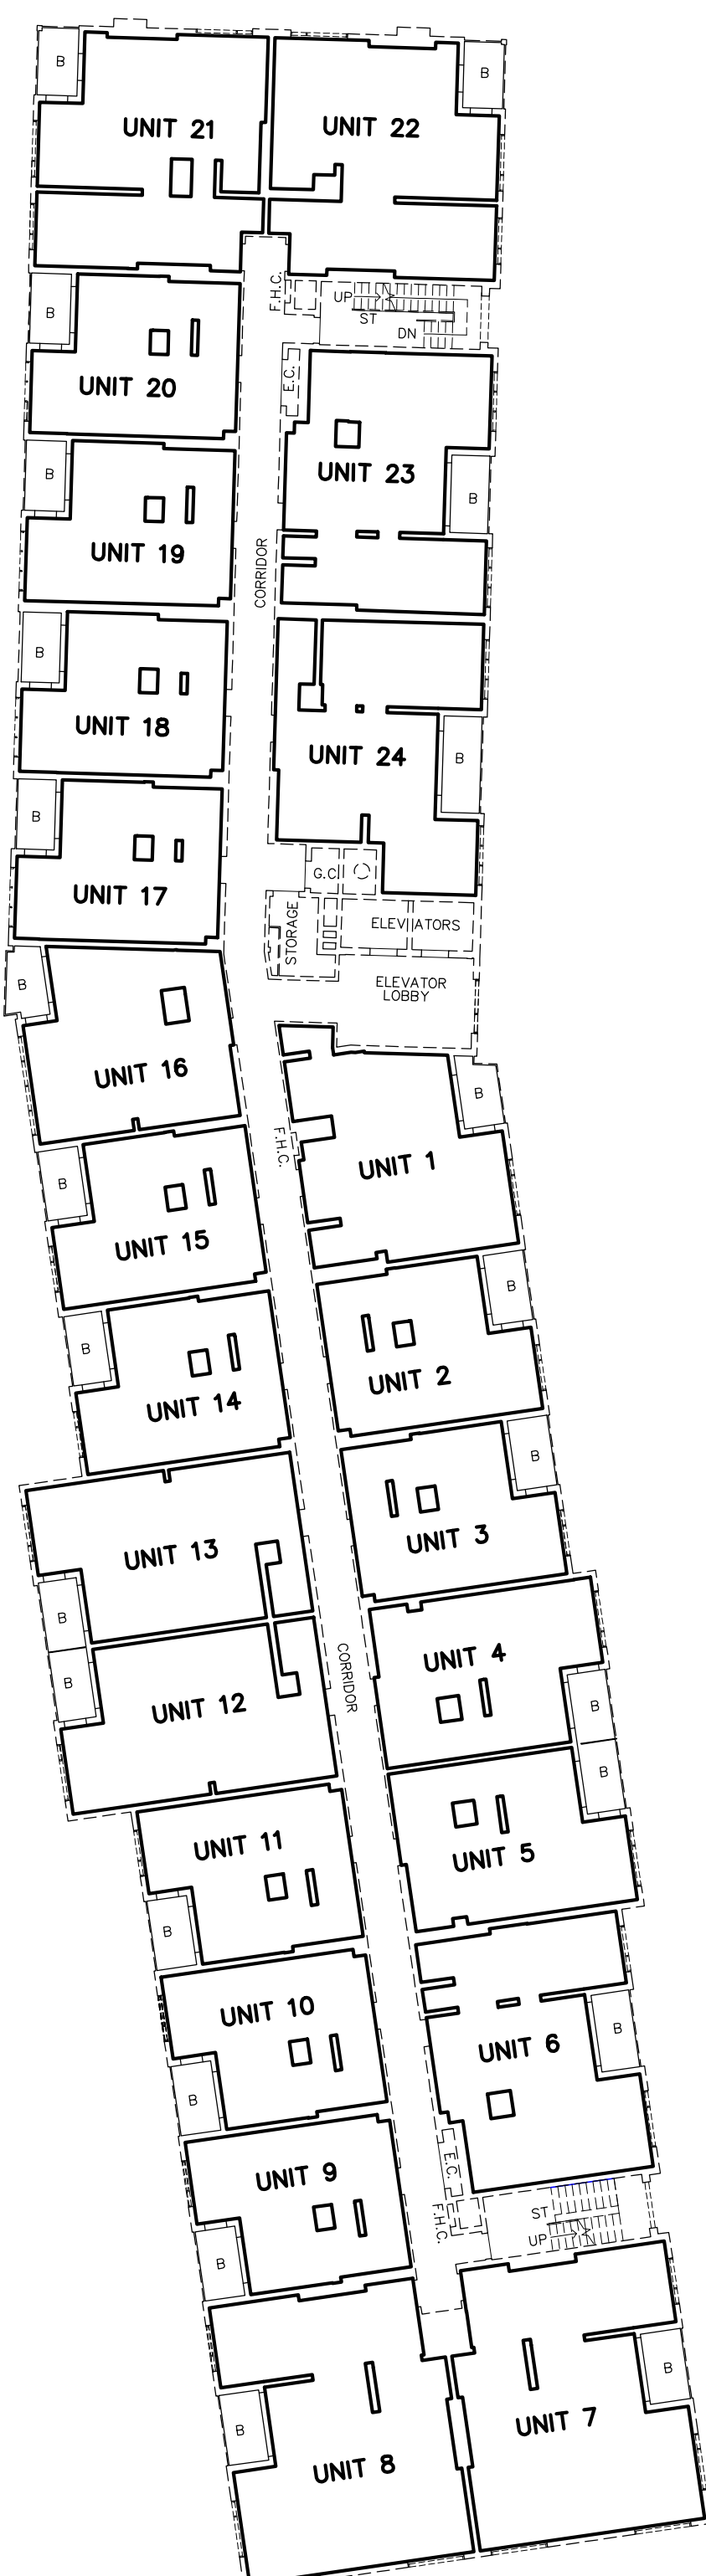 B
B
UNIT 21
UNIT 22
F.H.C.
UP
ST
DN
B
UNIT 20
E.C.
UNIT 23
B
B
UNIT 19
CORRIDOR
B
UNIT 18
UNIT 24
B
B
UNIT 17
G.C.
STORAGE
ELEVATORS
ELEVATOR
LOBBY
B
UNIT 16
B
F.H.C.
UNIT 1
B
UNIT 15
B
UNIT 2
B
UNIT 14
B
UNIT 3
UNIT 13
B
B
UNIT 12
CORRIDOR
UNIT 4
B
B
UNIT 5
UNIT 11
B
UNIT 10
B
UNIT 6
B
UNIT 9
B
E.C.
F.H.C.
ST
UP
B
UNIT 7
B
UNIT 8